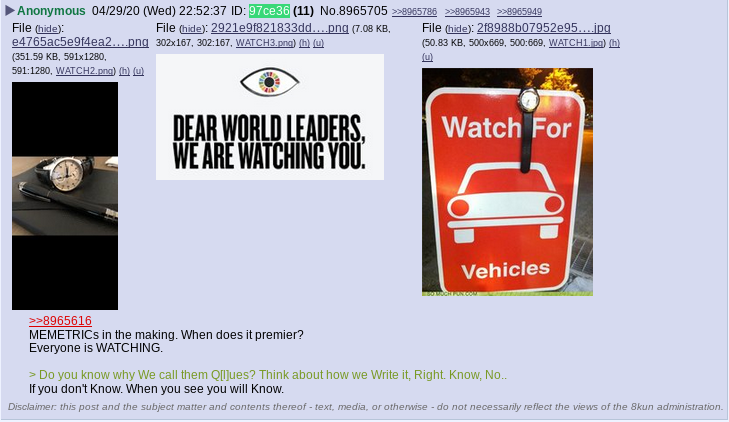 ▶Anonymous 04/29/20 (Wed) 22:52:37 ID: 97ce36 (11) No.8965705 >>8965786 >>8965943 >>8965949
File (hide): e4765ac5e9f4ea2….png
(351.59 KB, 591x1280, 591:1280, WATCH2.png) (h) (u)
File (hide): 2921e9f821833dd….png (7.08 KB,
302x167, 302:167, WATCH3.png) (h) (u)
DEAR WORLD LEADERS,
WE ARE WATCHING YOU.
File (hide): 2f8988b07952e95….jpg
(50.83 KB, 500x669, 500:669, WATCH1.jpg) (h)
(u)
Watch For
Vehicles
SO MUCH PUN.COM
>>8965616
MEMETRICs in the making. When does it premier?
Everyone is WATCHING.
> Do you know why We call them Q[l]ues? Think about how we Write it, Right. Know, No..
If you don't Know. When you see you will Know.
Disclaimer: this post and the subject matter and contents thereof - text, media, or otherwise - do not necessarily reflect the views of the 8kun administration.